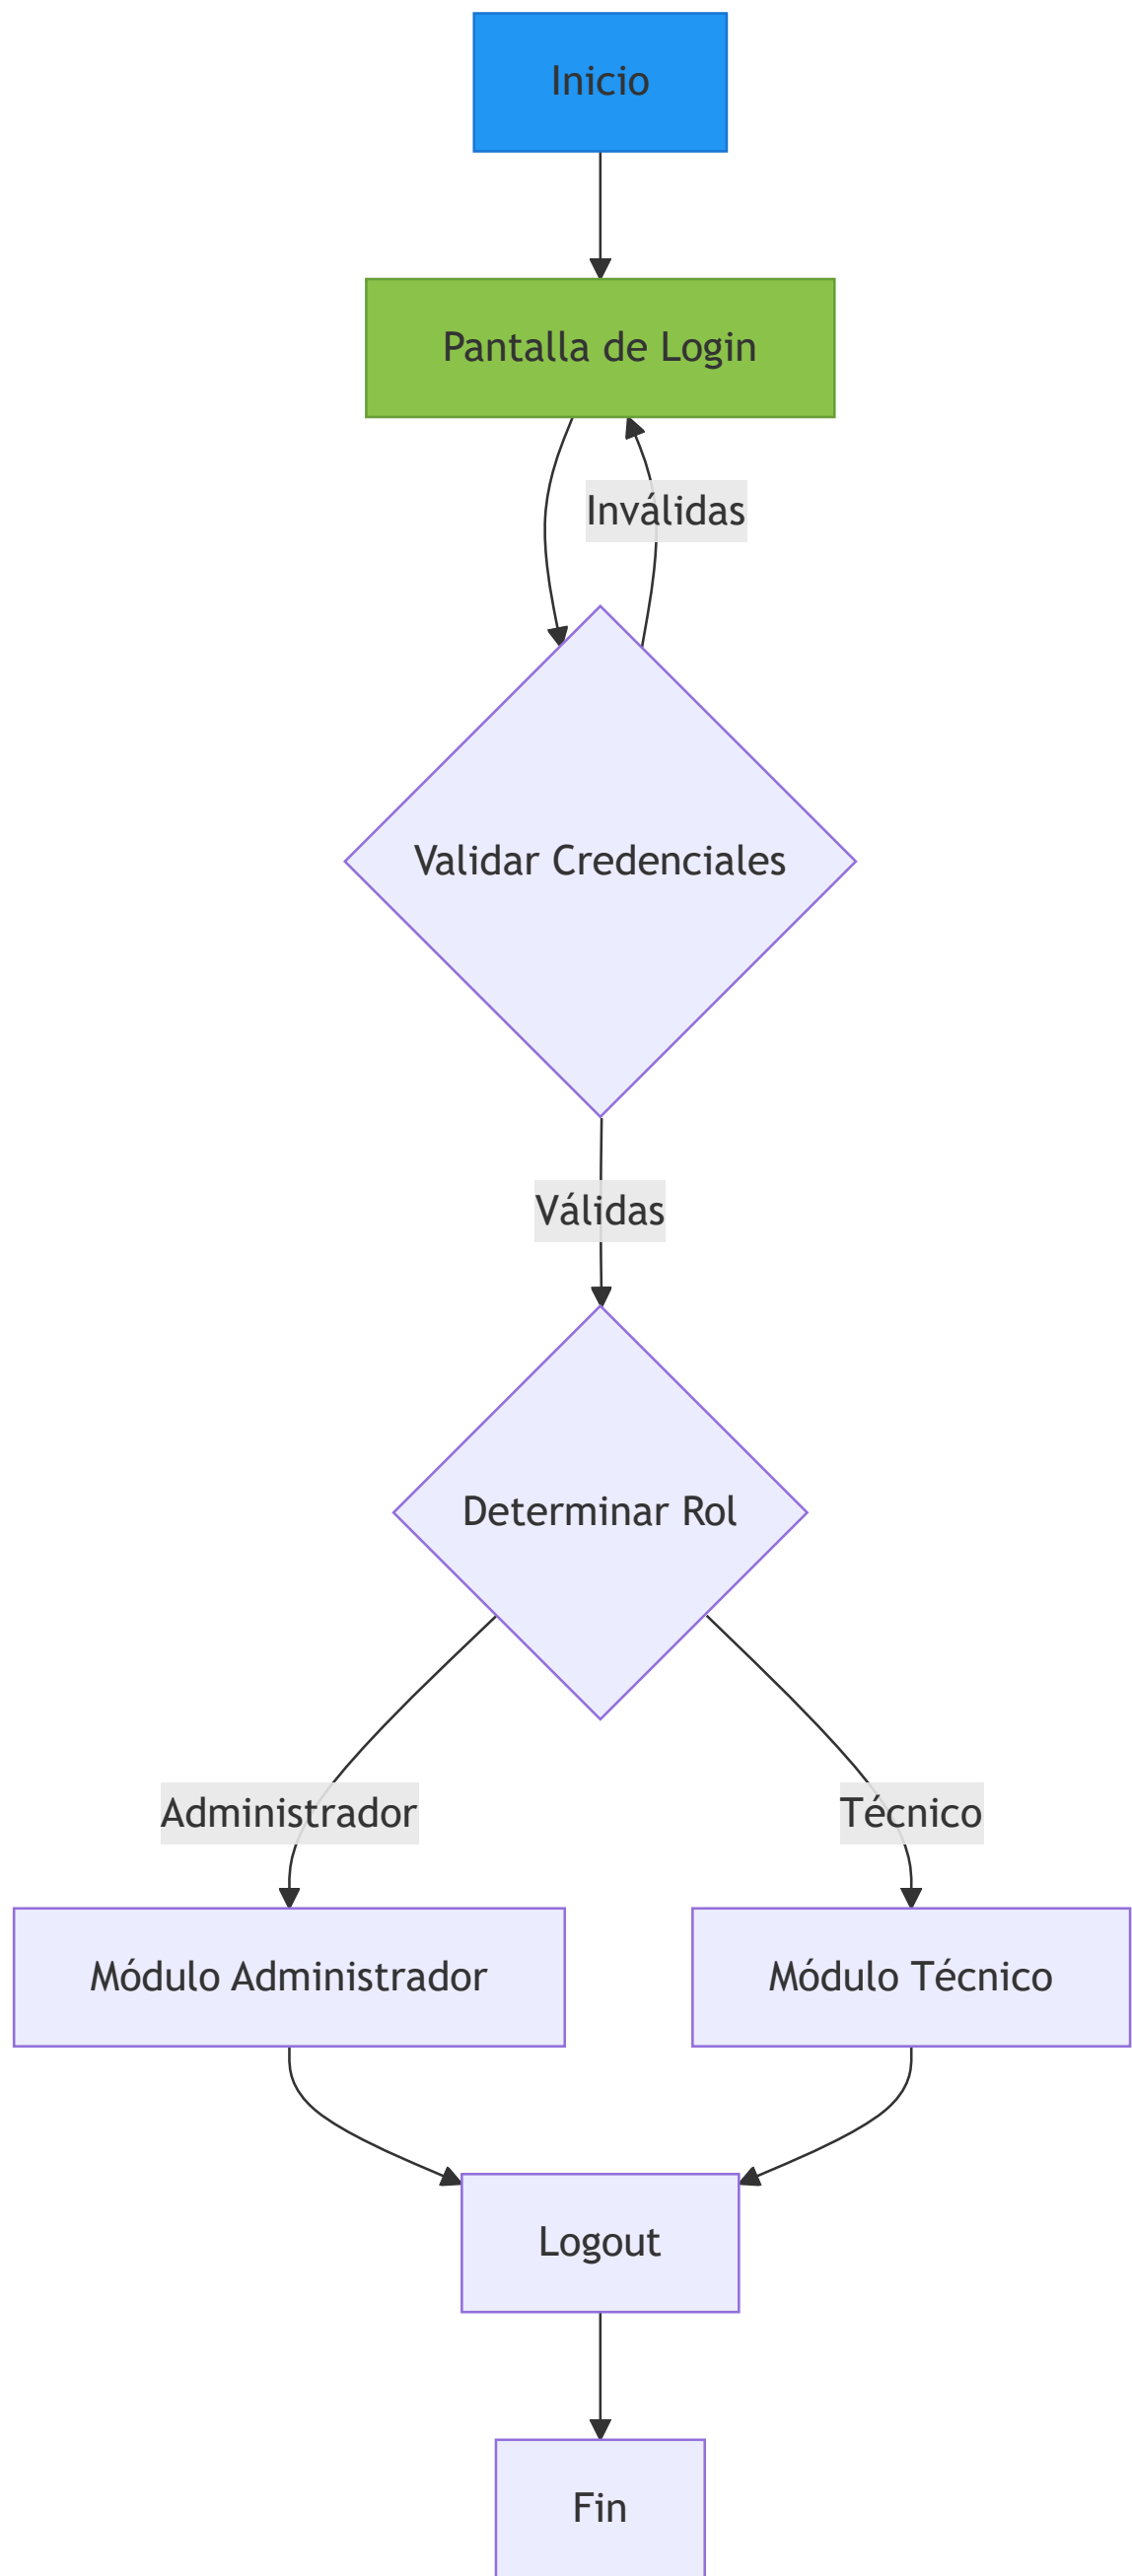 Inicio
Pantalla de Login
Inválidas
Validar Credenciales
Válidas
Determinar Rol
Administrador
Técnico
Módulo Administrador
Módulo Técnico
Logout
Fin